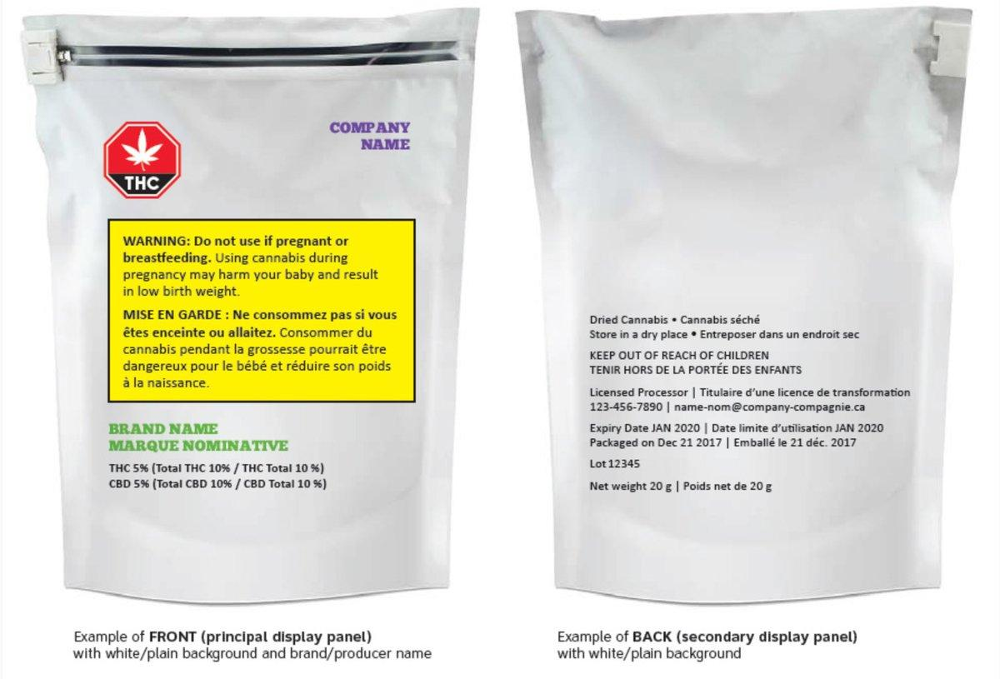 THC
COMPANY
NAME
WARNING: Do not use if pregnant or
breastfeeding. Using cannabis during
pregnancy may harm your baby and result
in low birth weight.
MISE EN GARDE : Ne consommez pas si vous
êtes enceinte ou allaitez. Consommer du
cannabis pendant la grossesse pourrait être
dangereux pour le bébé et réduire son poids
à la naissance.
BRAND NAME
MARQUE NOMINATIVE
THC 5% (Total THC 10% / THC Total 10 %)
CBD 5% (Total CBD 10% / CBD Total 10 %)
Example of FRONT (principal display panel)
with white/plain background and brand/producer name
Dried Cannabis • Cannabis séché
Store in a dry place • Entreposer dans un endroit sec
KEEP OUT OF REACH OF CHILDREN
TENIR HORS DE LA PORTÉE DES ENFANTS
Licensed Processor | Titulaire d'une licence de transformation
123-456-7890 | name-nom@company-compagnie.ca
Expiry Date JAN 2020 | Date limite d'utilisation JAN 2020
Packaged on Dec 21 2017 | Emballé le 21 déc. 2017
Lot 12345
Net weight 20 g | Poids net de 20 g
Example of BACK (secondary display panel)
with white/plain background